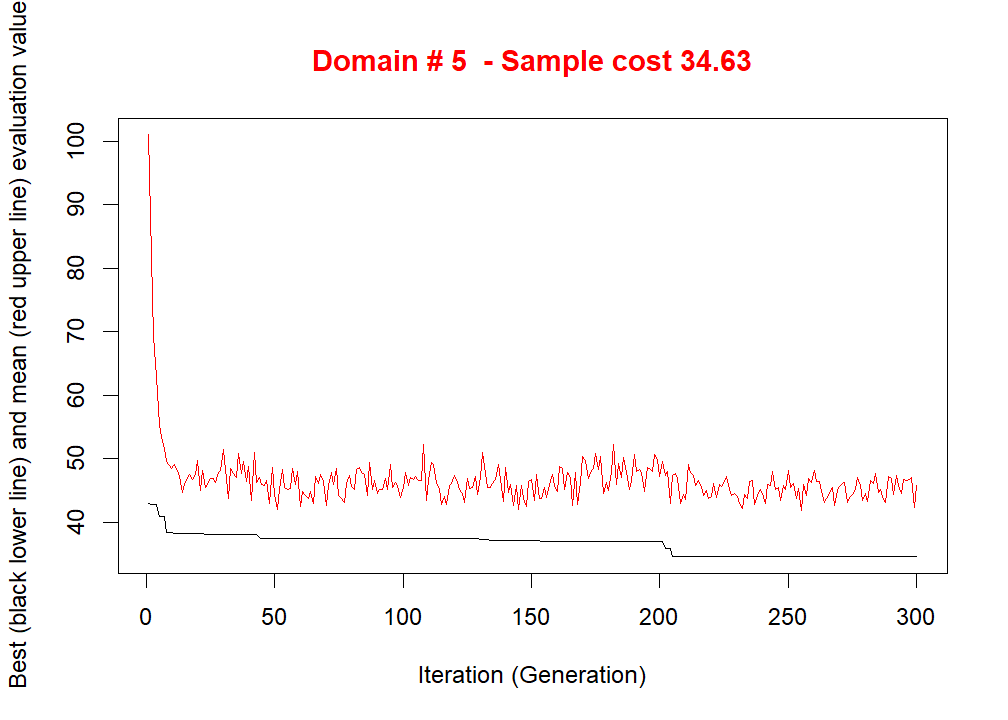 Domain # 5  - Sample cost 34.63
Best (black lower line) and mean (red upper line) evaluation value
100
90
80
70
60
50
40
0 50 100 150 200 250 300
Iteration (Generation)